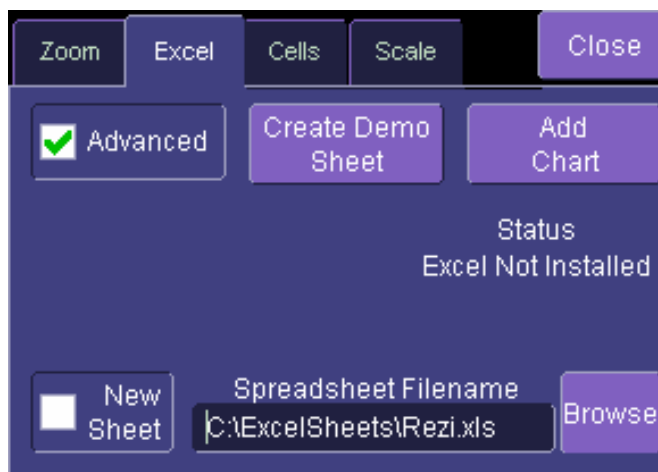 Zoom
Excel
Cells
Scale
Close
Advanced
Create Demo
Sheet
Add
Chart
Status
Excel Not Installed
New
Sheet
Spreadsheet Filename
C:\ExcelSheets\Rezi.xls
Browse